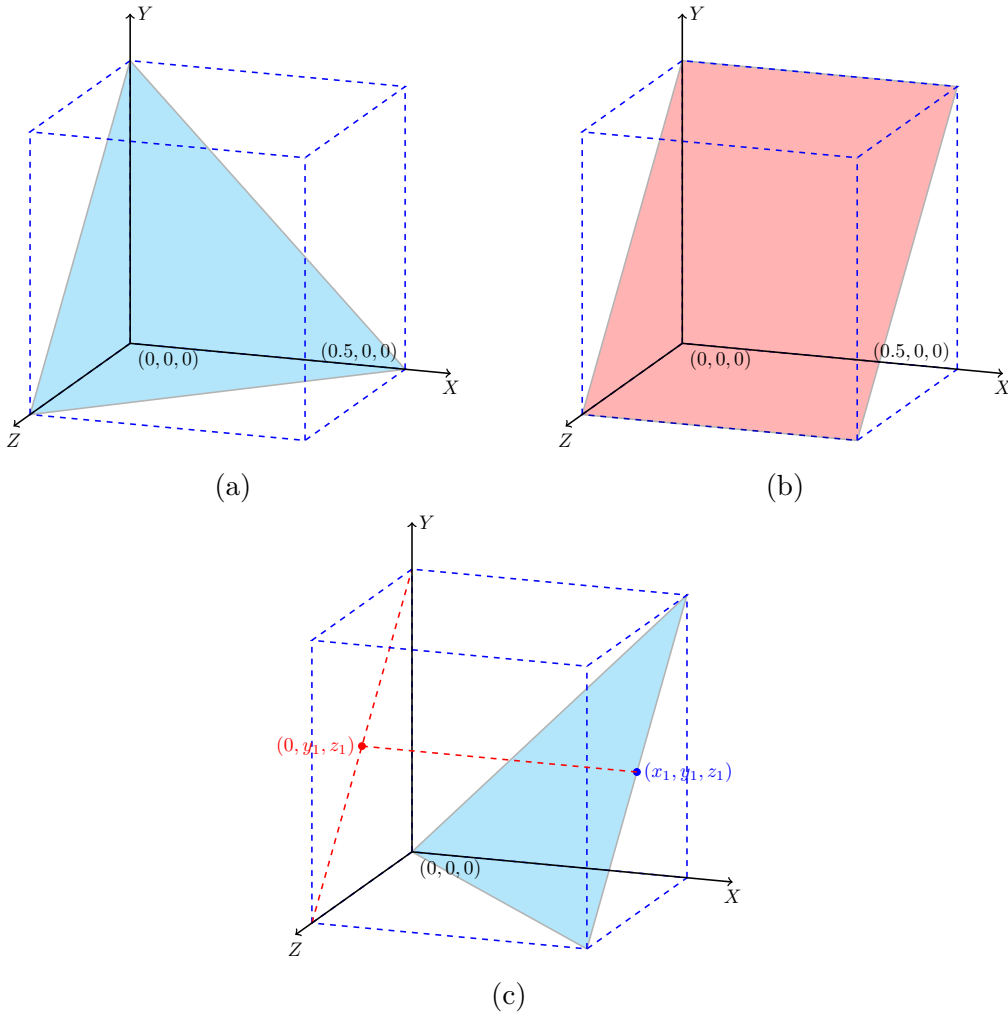 Y
(0.5, 0, 0)
(0, 0, 0)
X
Z
(a)
Y
(0.5, 0, 0)
(0, 0, 0)
X
Z
(b)
Y
(0, y₁, z₁)
(x₁, y₁, z₁)
(0, 0, 0)
X
Z
(c)